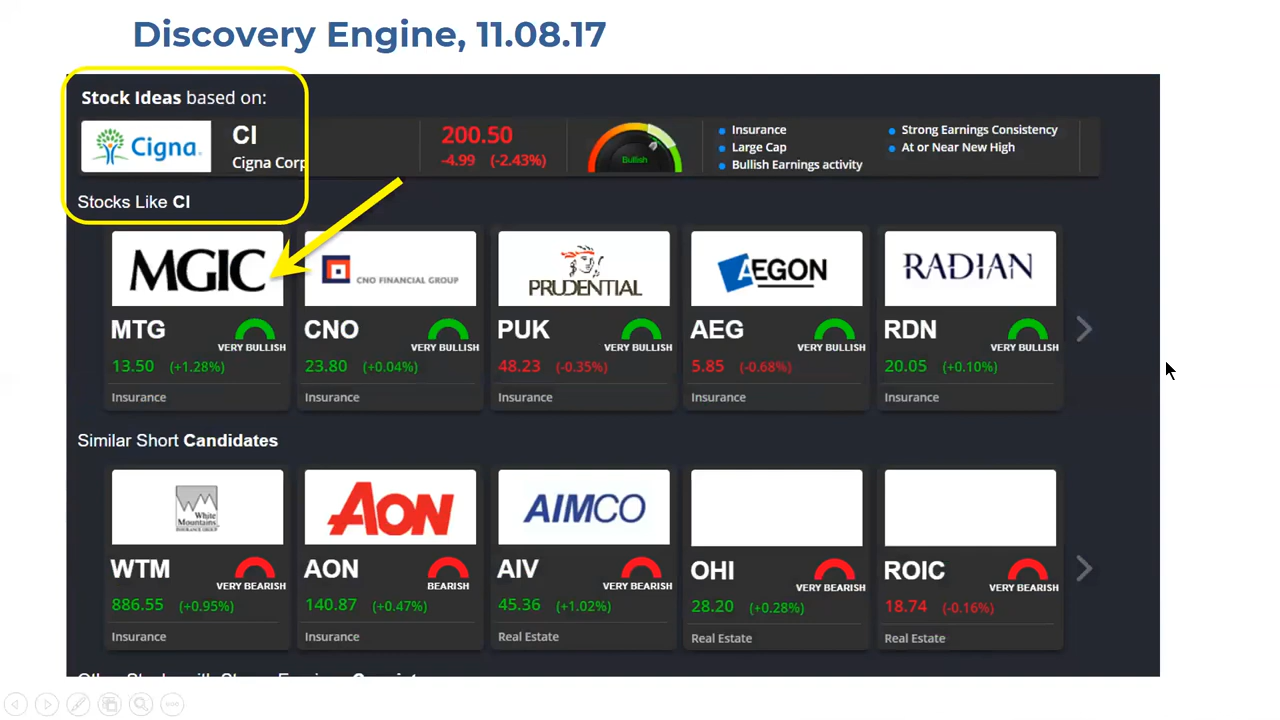 Discovery Engine, 11.08.17
Stock Ideas based on:
Cigna
CI
Cigna Corp
200.50
-4.99 (-2.43%)
Bullish
Insurance
Large Cap
Bullish Earnings activity
Strong Earnings Consistency
At or Near New High
Stocks Like CI
MGIC
MTG
VERY BULLISH
13.50 (+1.28%)
Insurance
CNO FINANCIAL GROUP
CNO
VERY BULLISH
23.80 (+0.04%)
Insurance
PRUDENTIAL
PUK
VERY BULLISH
48.23 (-0.35%)
Insurance
AEGON
AEG
VERY BULLISH
5.85 (-0.68%)
Insurance
RADIAN
RDN
VERY BULLISH
20.05 (+0.10%)
Insurance
Similar Short Candidates
White
Mountains
INSURANCE GROUP
WTM
VERY BEARISH
886.55 (+0.95%)
Insurance
AON
AON
BEARISH
140.87 (+0.47%)
Insurance
AIMCO
AIV
VERY BEARISH
45.36 (+1.02%)
Real Estate
OHI
VERY BEARISH
28.20 (+0.28%)
Real Estate
ROIC
VERY BEARISH
18.74 (-0.16%)
Real Estate